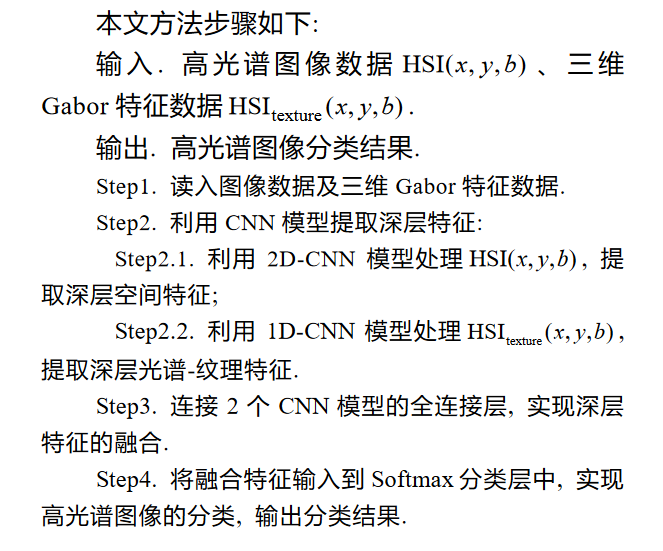 本文方法步骤如下:
输入. 高光谱图像数据 HSI(x, y, b) 、三维
Gabor 特征数据 HSI_texture(x, y, b) .
输出. 高光谱图像分类结果.
Step1. 读入图像数据及三维 Gabor 特征数据.
Step2. 利用 CNN 模型提取深层特征:
Step2.1. 利用 2D-CNN 模型处理 HSI(x, y,b) , 提
取深层空间特征;
Step2.2. 利用 1D-CNN 模型处理 HSI_texture(x, y,b) ,
提取深层光谱-纹理特征.
Step3. 连接 2 个 CNN 模型的全连接层, 实现深层
特征的融合.
Step4. 将融合特征输入到 Softmax 分类层中, 实现
高光谱图像的分类, 输出分类结果.